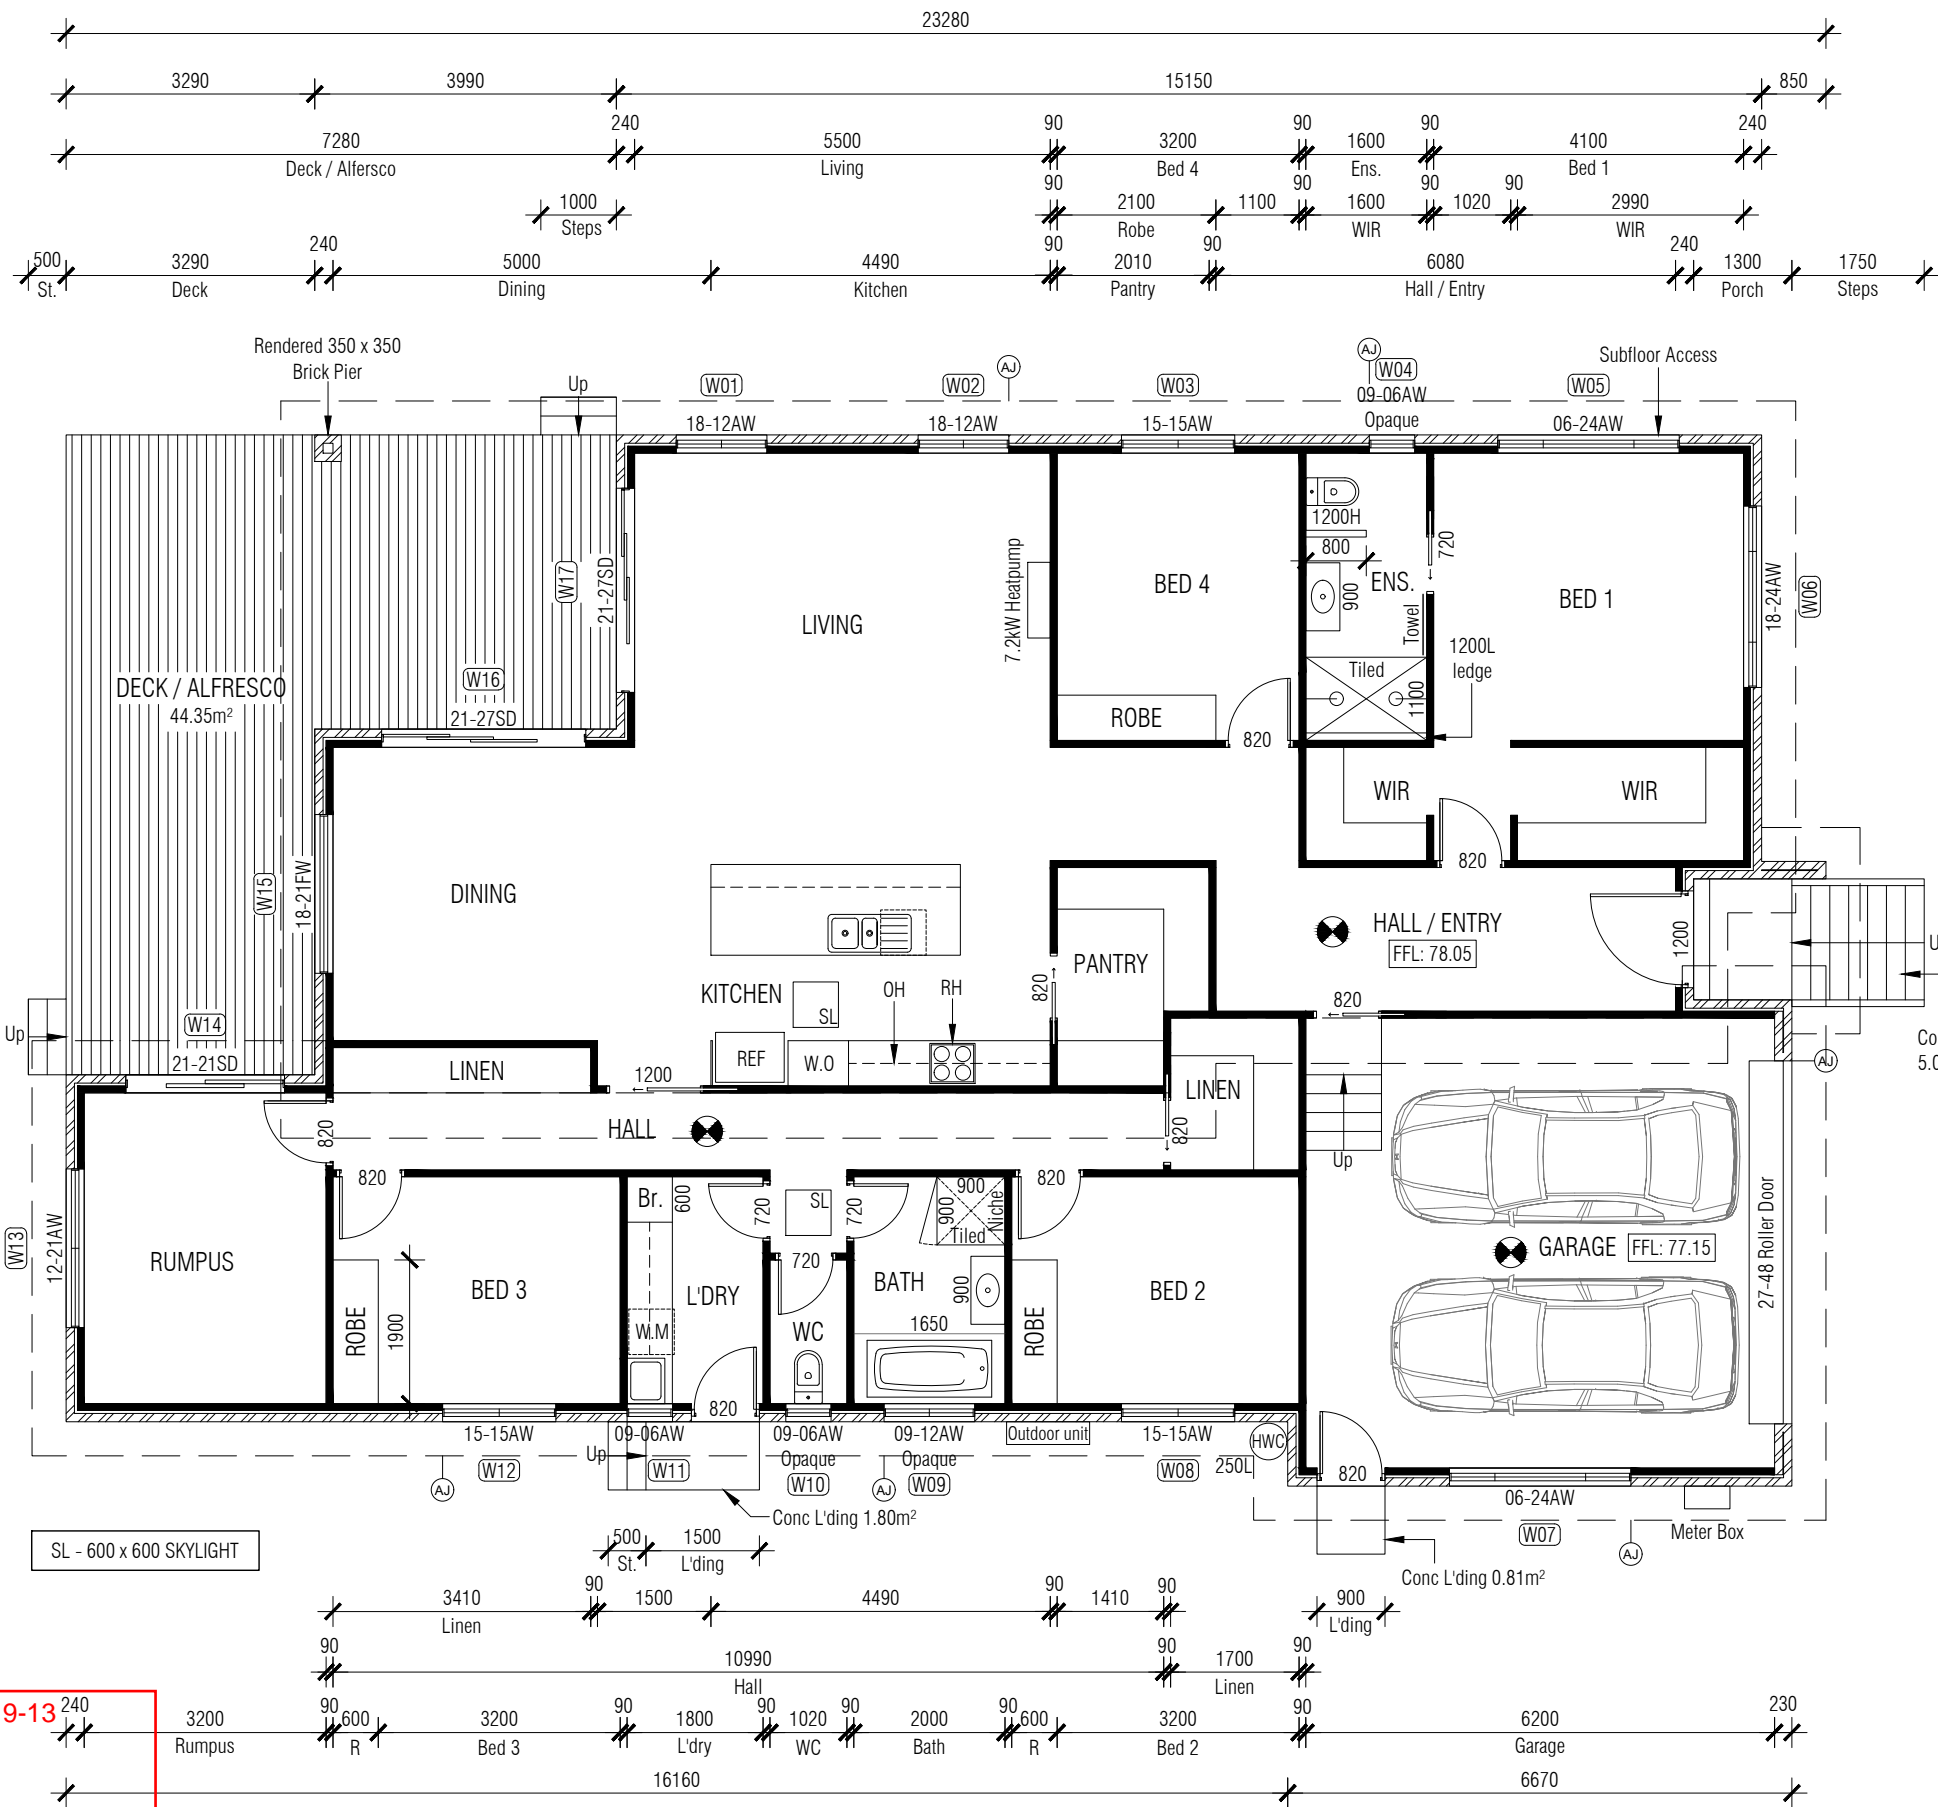 23280
3290 3990 15150 850
240 90 90 90 240
7280 5500 3200 1600 4100
Deck / Alfersco Living Bed 4 Ens. Bed 1
90 90 90 90
1000 2100 1100 1600 1020 2990
Steps Robe WIR WIR
240 90 90 240
500 3290 5000 4490 2010 6080 1300 1750
St. Deck Dining Kitchen Pantry Hall / Entry Porch Steps
Rendered 350 x 350
Brick Pier
Up
W01
18-12AW
W02
18-12AW
AJ
W03
15-15AW
AJ
W04
09-06AW
Opaque
W05
06-24AW
Subfloor Access
DECK / ALFRESCO
44.35m²
W17
21-27SD
W16
21-27SD
LIVING
7.2kW Heatpump
BED 4
ROBE
820
1200H
800
900
ENS.
Towel
720
Tiled
1100
1200L
ledge
BED 1
18-24AW
W06
WIR
WIR
820
W15
18-21FW
DINING
KITCHEN
SL
OH
RH
REF
W.O
820
PANTRY
HALL / ENTRY
FFL: 78.05
1200
U
820
Co
5.0
Up
W14
21-21SD
LINEN
1200
LINEN
820
HALL
820
Up
AJ
W13
12-21AW
RUMPUS
820
ROBE
1900
BED 3
Br.
600
W.M
L'DRY
720
SL
720
720
WC
820
900
900
Niche
Tiled
BATH
900
1650
820
ROBE
BED 2
GARAGE
FFL: 77.15
27-48 Roller Door
15-15AW
W12
AJ
Up
09-06AW
W11
09-06AW
Opaque
W10
09-12AW
Opaque
W09
AJ
Outdoor unit
15-15AW
W08
HWC
250L
820
06-24AW
W07
AJ
Meter Box
Conc L'ding 1.80m²
Conc L'ding 0.81m²
SL - 600 x 600 SKYLIGHT
500 1500
St. L'ding
90 90 90
3410 1500 4490 1410 900
Linen L'ding
90 90 90
10990 1700
Hall Linen
9-13
240 90 90 90 90 90 90 230
3200 600 3200 1800 1020 2000 600 3200 6200
Rumpus R Bed 3 L'dry WC Bath R Bed 2 Garage
16160 6670